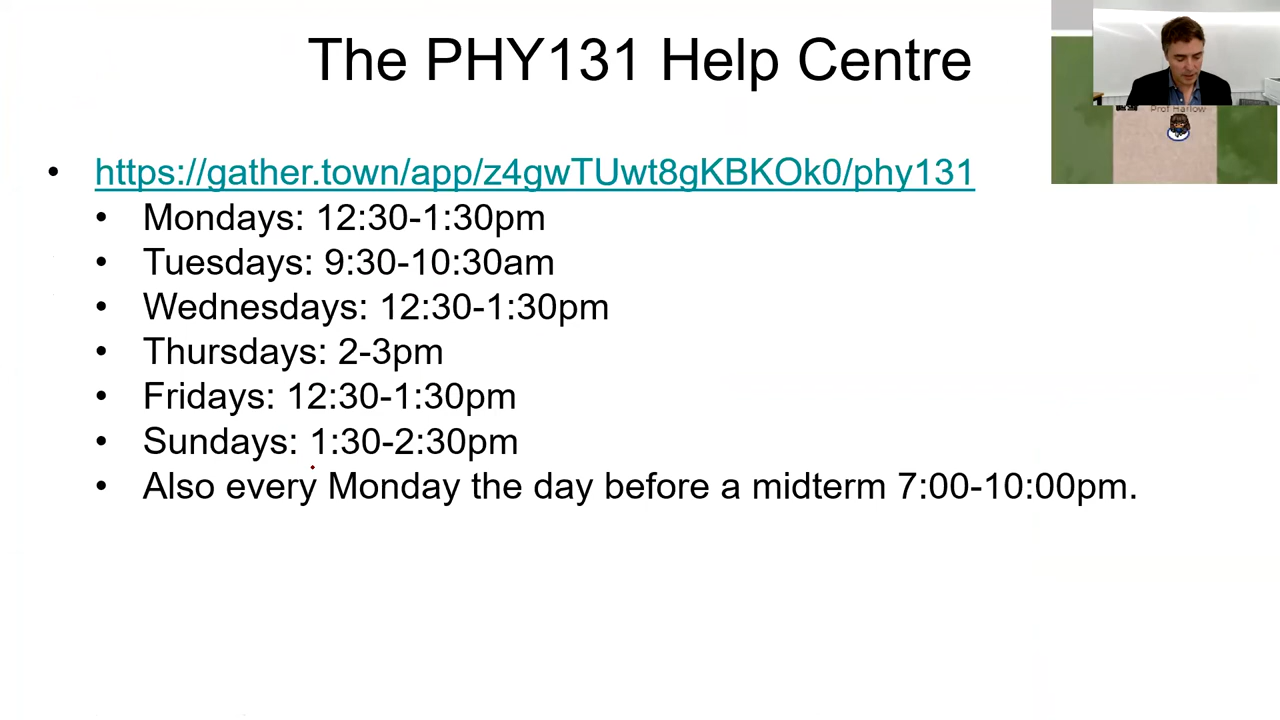 The PHY131 Help Centre
• https://gather.town/app/z4gwTUwt8gKBKOk0/phy131
• Mondays: 12:30-1:30pm
• Tuesdays: 9:30-10:30am
• Wednesdays: 12:30-1:30pm
• Thursdays: 2-3pm
• Fridays: 12:30-1:30pm
• Sundays: 1:30-2:30pm
• Also every Monday the day before a midterm 7:00-10:00pm.
Prof Harlow